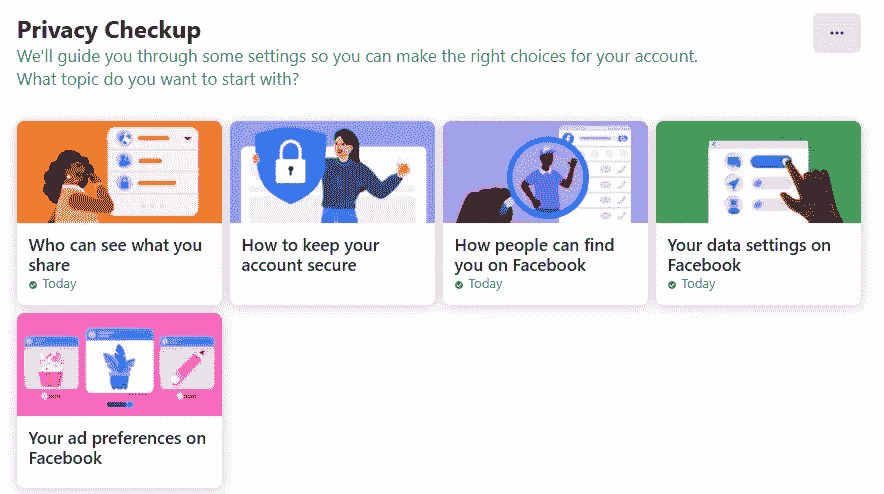 Privacy Checkup
We'll guide you through some settings so you can make the right choices for your account.
What topic do you want to start with?
Who can see what you
share
Today
How to keep your
account secure
How people can find
you on Facebook
Today
Your data settings on
Facebook
Today
Your ad preferences on
Facebook